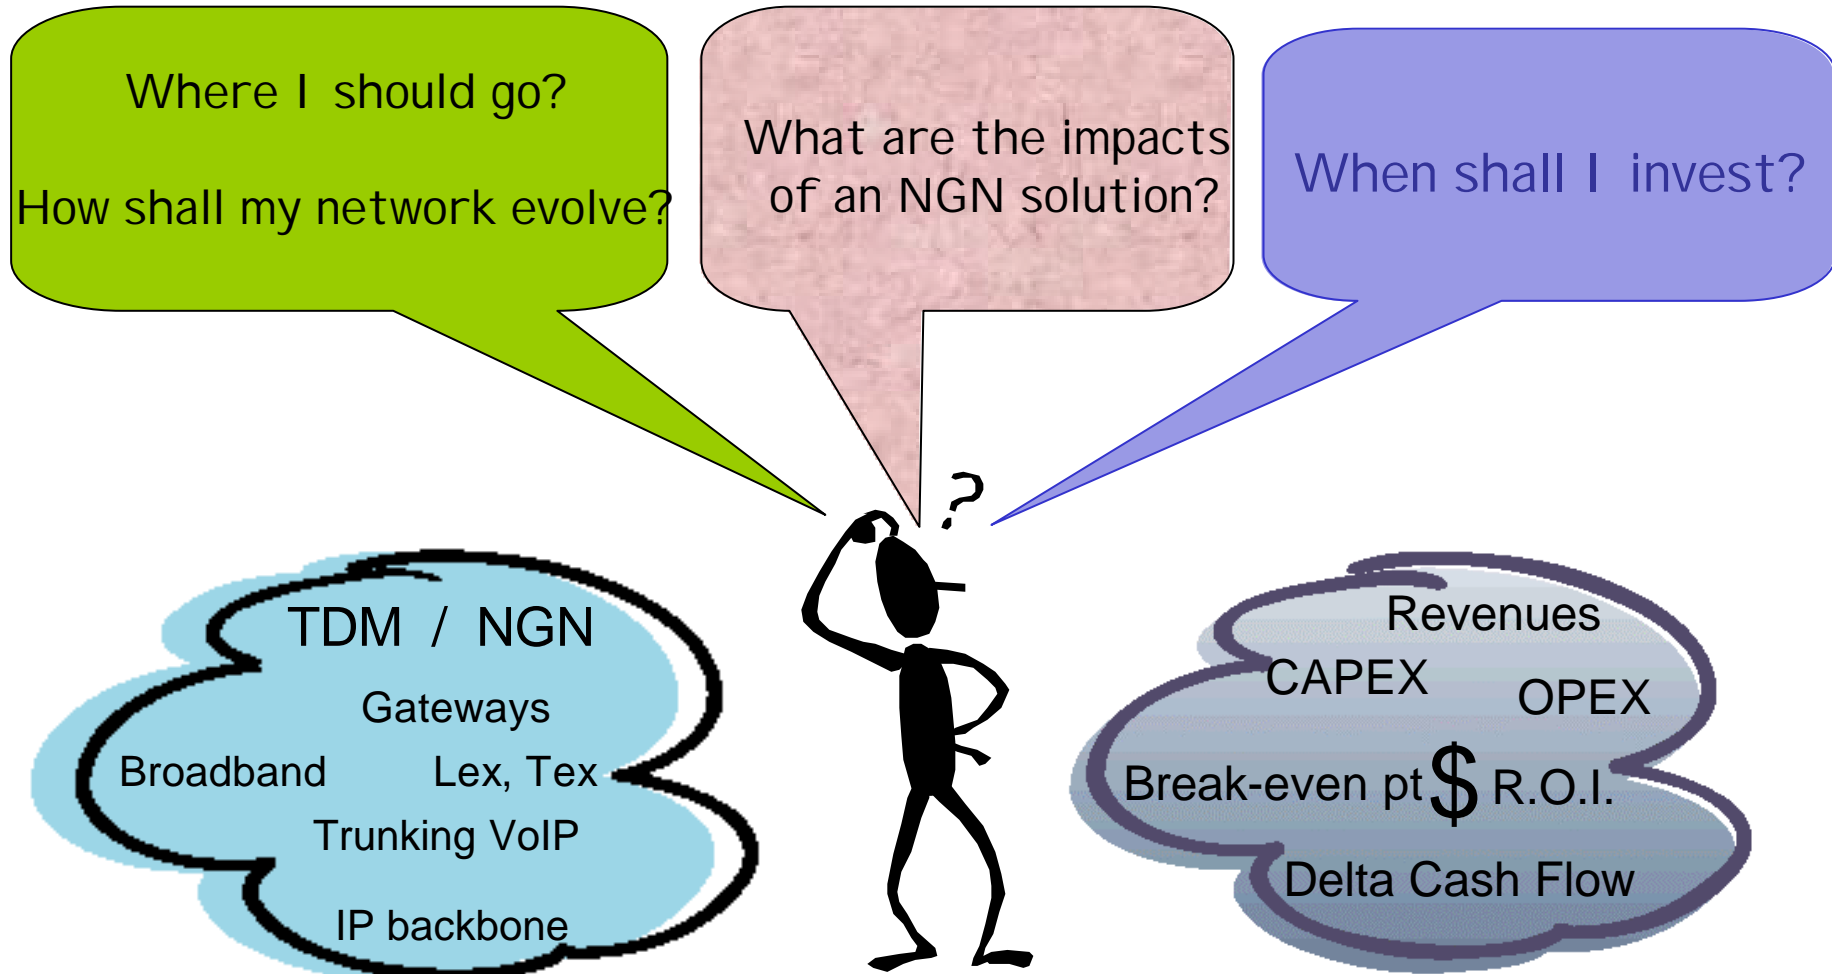 Where I should go?
How shall my network evolve?
What are the impacts
of an NGN solution?
When shall I invest?
?
TDM / NGN
Gateways
Broadband Lex, Tex
Trunking VoIP
IP backbone
Revenues
CAPEX
OPEX
Break-even pt $ R.O.I.
Delta Cash Flow